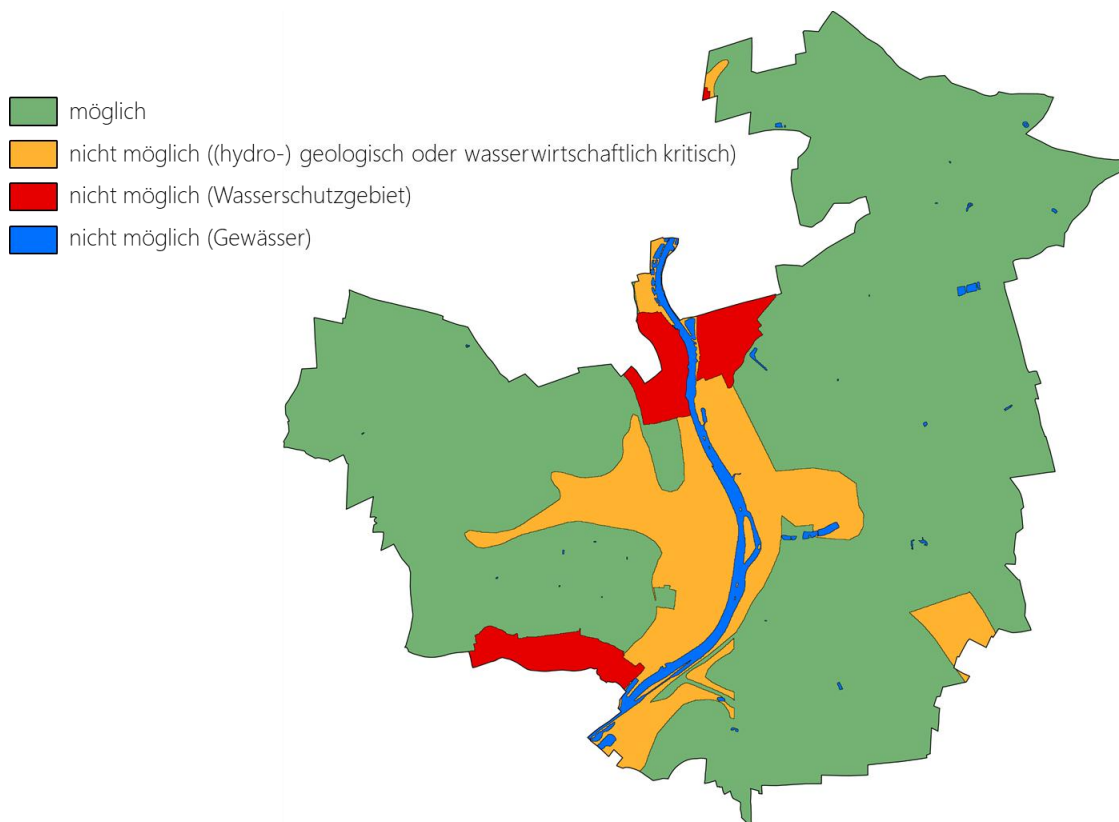 möglich
nicht möglich ((hydro-) geologisch oder wasserwirtschaftlich kritisch)
nicht möglich (Wasserschutzgebiet)
nicht möglich (Gewässer)